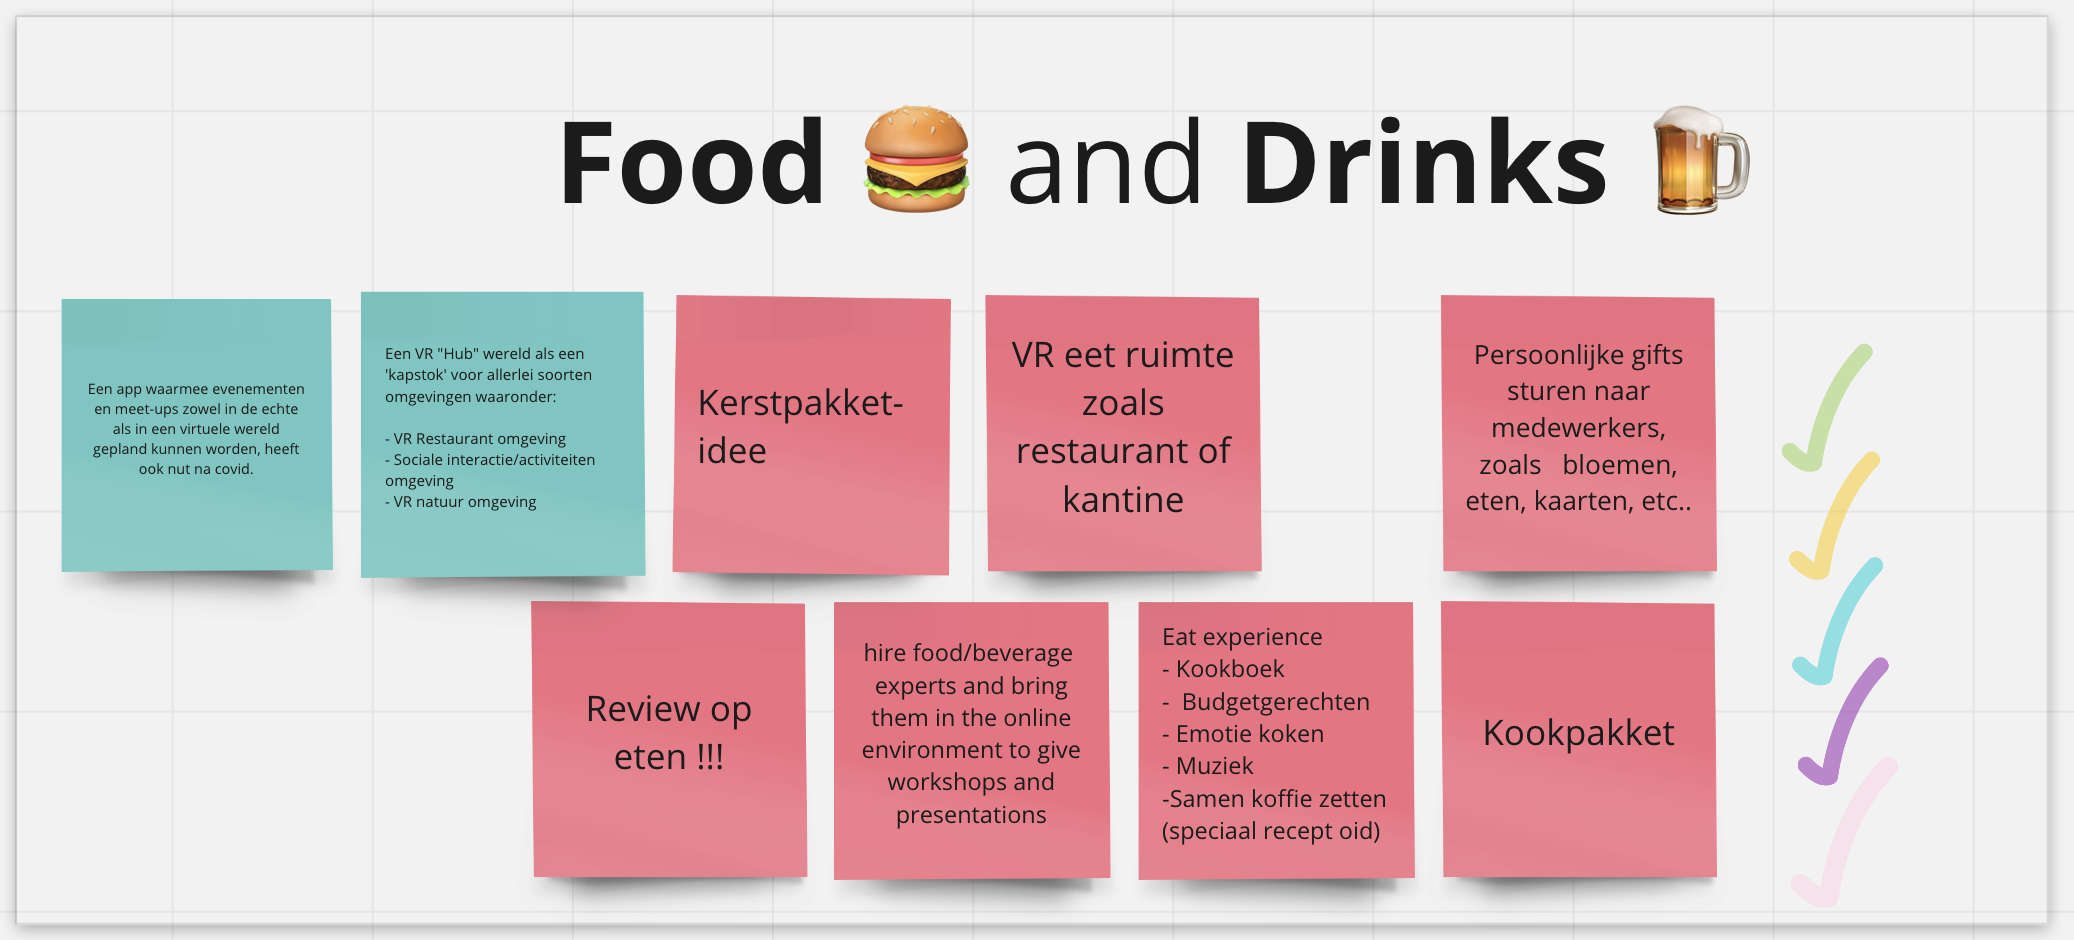 Food 🍔 and Drinks 🍺
Een app waarmee evenementen
en meet-ups zowel in de echte
als in een virtuele wereld
gepland kunnen worden, heeft
ook nut na covid.
Een VR "Hub" wereld als een
'kapstok' voor allerlei soorten
omgevingen waaronder:
- VR Restaurant omgeving
- Sociale interactie/activiteiten
omgeving
- VR natuur omgeving
Kerstpakket-
idee
VR eet ruimte
zoals
restaurant of
kantine
Persoonlijke gifts
sturen naar
medewerkers,
zoals bloemen,
eten, kaarten, etc..
Review op
eten !!!
hire food/beverage
experts and bring
them in the online
environment to give
workshops and
presentations
Eat experience
- Kookboek
- Budgetgerechten
- Emotie koken
- Muziek
-Samen koffie zetten
(speciaal recept oid)
Kookpakket